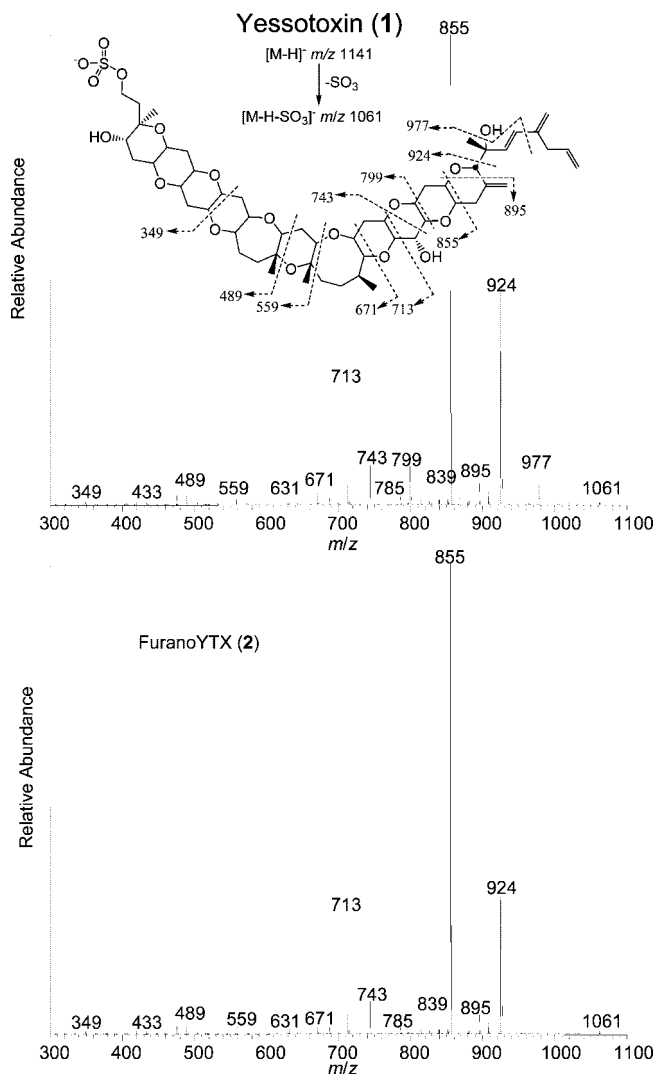 Yessotoxin (1)
855
[M-H]⁻ m/z 1141
-SO₃
[M-H-SO₃]⁻ m/z 1061
⁻O
O
S
O
O
HO
O
O
O
O
O
O
O
O
O
O
O
OH
OH
977
924
799
743
895
855
349
489
559
671
713
Relative Abundance
924
713
743 799
349 433 489 559 631 671 785 839 895 977 1061
300 400 500 600 700 800 900 1000 1100
m/z
855
FuranoYTX (2)
Relative Abundance
713
924
743
349 433 489 559 631 671 785 839 895 1061
300 400 500 600 700 800 900 1000 1100
m/z